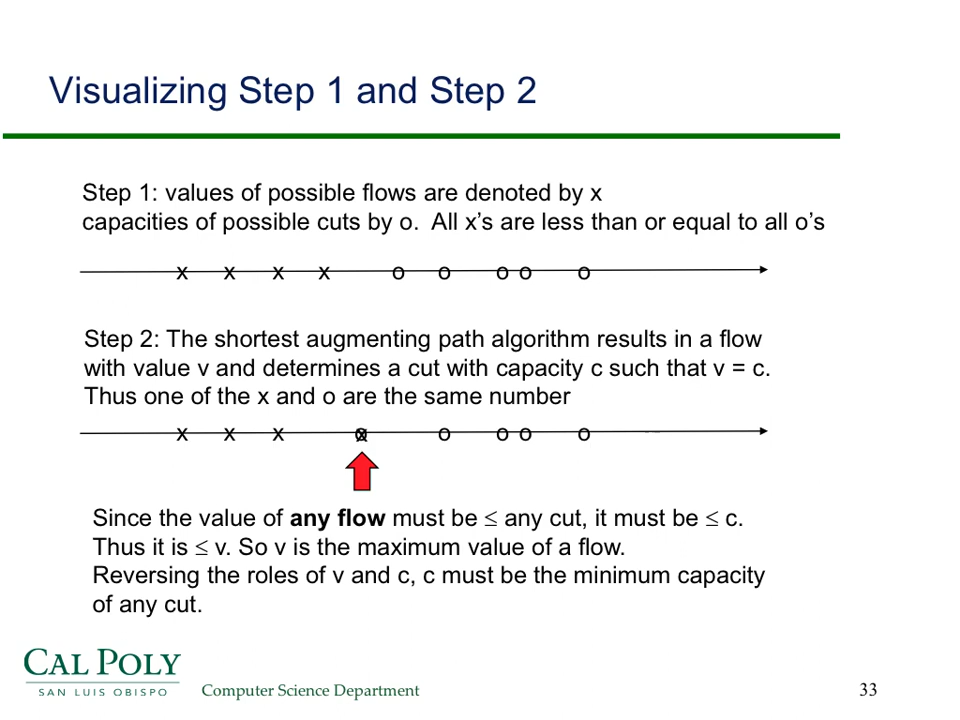 Visualizing Step 1 and Step 2
Step 1: values of possible flows are denoted by x
capacities of possible cuts by o.  All x’s are less than or equal to all o’s
x x x x o o o o o
Step 2: The shortest augmenting path algorithm results in a flow
with value v and determines a cut with capacity c such that v = c.
Thus one of the x and o are the same number
x x x x o o o o o
Since the value of any flow must be ≤ any cut, it must be ≤ c.
Thus it is ≤ v. So v is the maximum value of a flow.
Reversing the roles of v and c, c must be the minimum capacity
of any cut.
CAL POLY
SAN LUIS OBISPO
Computer Science Department
33